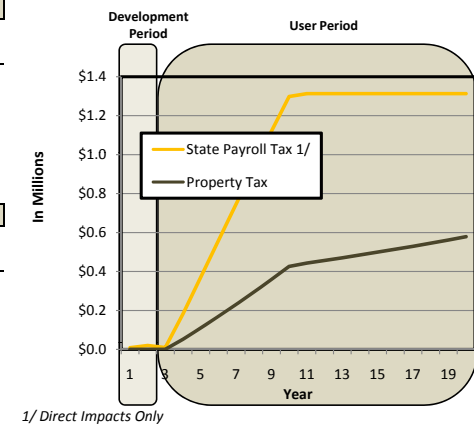 Development
Period
User Period
$1.4
$1.2
$1.0
$0.8
$0.6
$0.4
$0.2
$0.0
In Millions
State Payroll Tax 1/
Property Tax
1 3 5 7 9 11 13 15 17 19
Year
1/ Direct Impacts Only